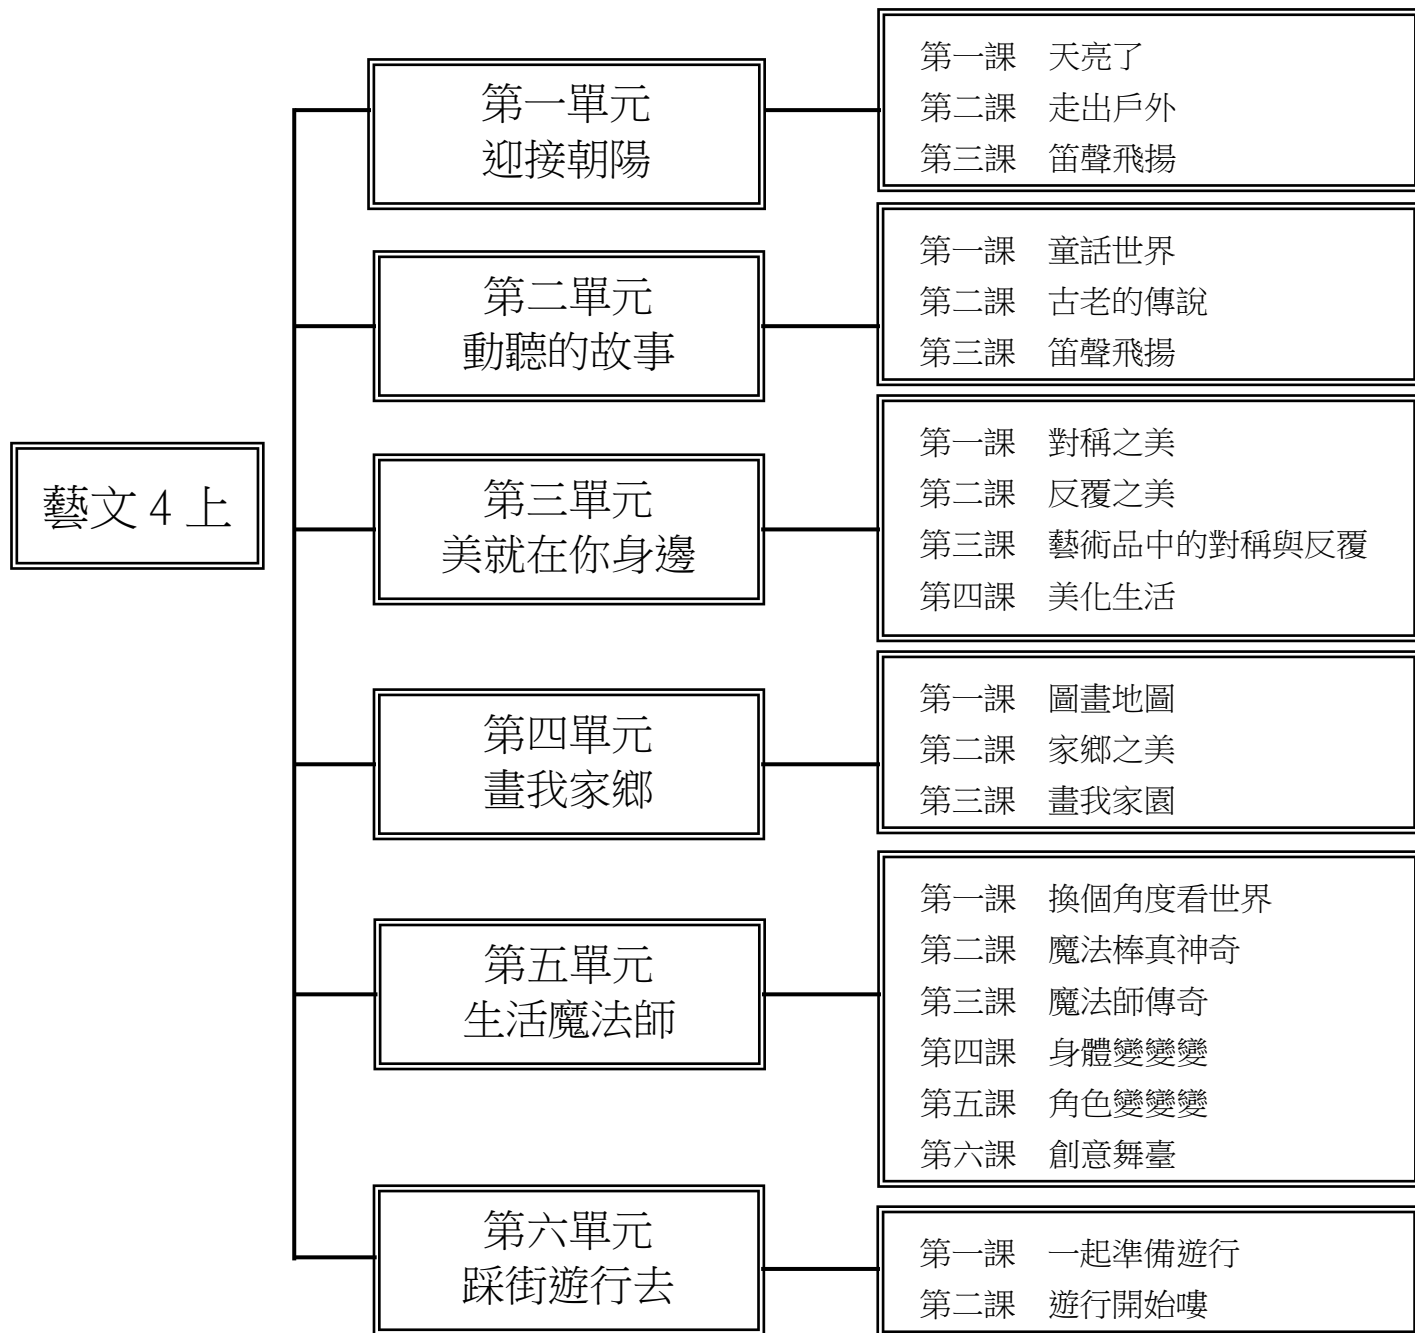 藝文 4 上
第一單元
迎接朝陽
第一課　天亮了
第二課　走出戶外
第三課　笛聲飛揚
第二單元
動聽的故事
第一課　童話世界
第二課　古老的傳說
第三課　笛聲飛揚
第三單元
美就在你身邊
第一課　對稱之美
第二課　反覆之美
第三課　藝術品中的對稱與反覆
第四課　美化生活
第四單元
畫我家鄉
第一課　圖畫地圖
第二課　家鄉之美
第三課　畫我家園
第五單元
生活魔法師
第一課　換個角度看世界
第二課　魔法棒真神奇
第三課　魔法師傳奇
第四課　身體變變變
第五課　角色變變變
第六課　創意舞臺
第六單元
踩街遊行去
第一課　一起準備遊行
第二課　遊行開始嘍